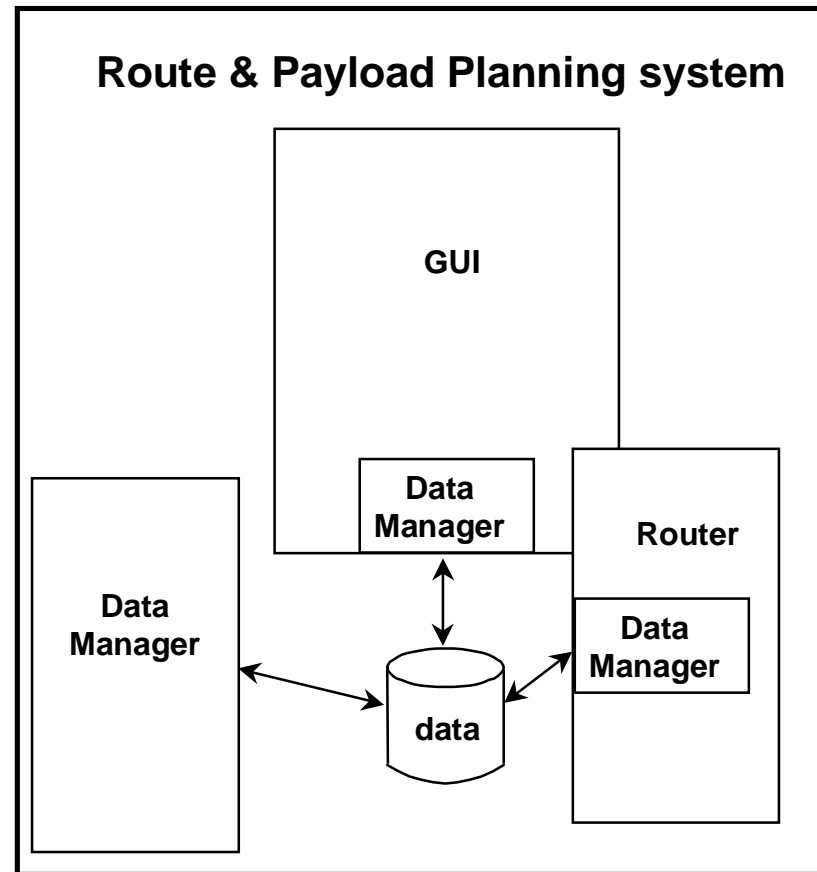 Route & Payload Planning system
GUI
Data
Manager
Router
Data
Manager
Data
Manager
data